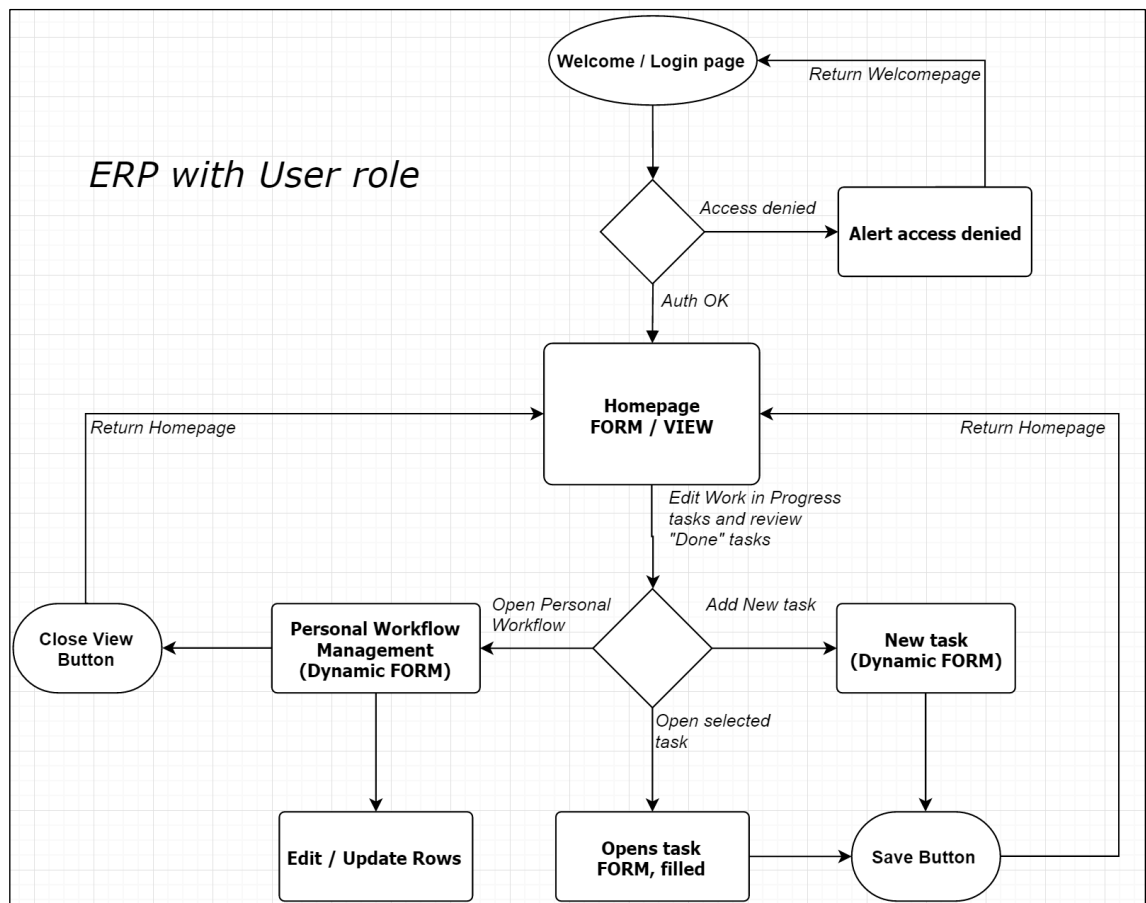 Welcome / Login page
Return Welcomepage
ERP with User role
Access denied
Alert access denied
Auth OK
Homepage
FORM / VIEW
Return Homepage
Return Homepage
Edit Work in Progress
tasks and review
"Done" tasks
Open Personal
Workflow
Add New task
Close View
Button
Personal Workflow
Management
(Dynamic FORM)
New task
(Dynamic FORM)
Open selected
task
Edit / Update Rows
Opens task
FORM, filled
Save Button